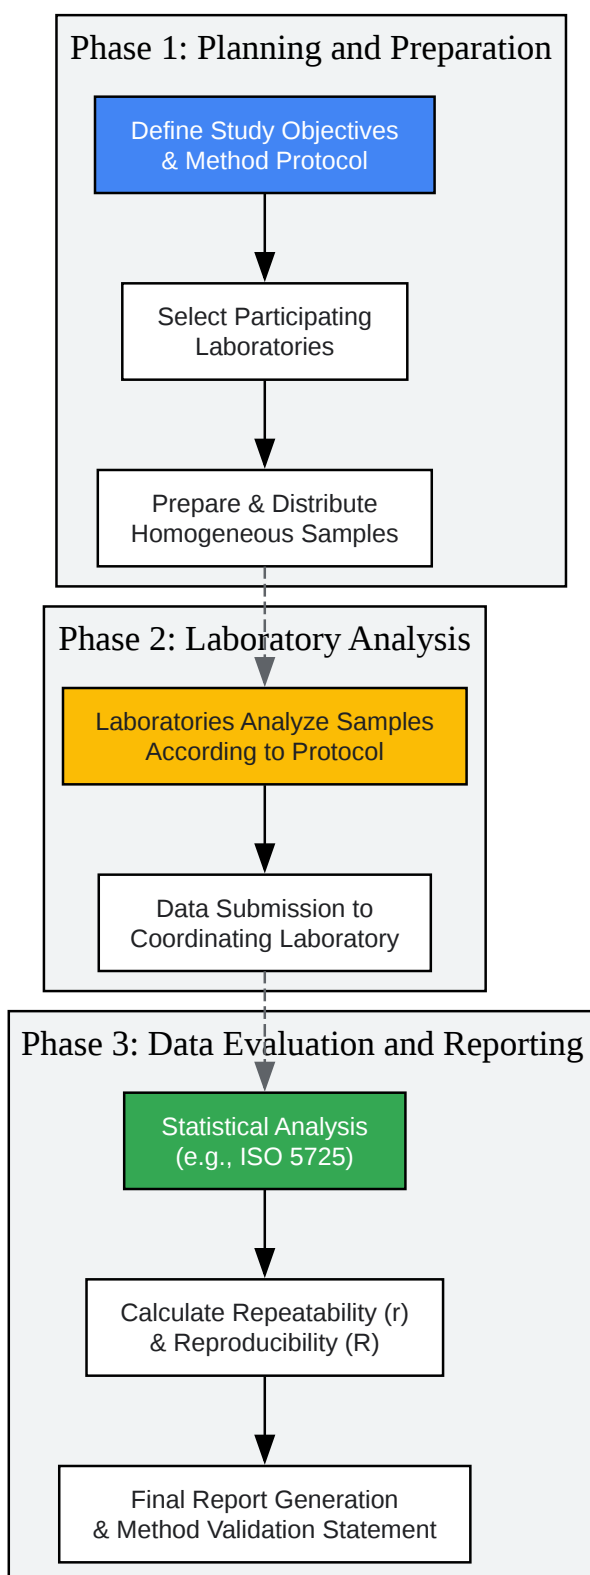 Phase 1: Planning and Preparation
Define Study Objectives
& Method Protocol
Select Participating
Laboratories
Prepare & Distribute
Homogeneous Samples
Phase 2: Laboratory Analysis
Laboratories Analyze Samples
According to Protocol
Data Submission to
Coordinating Laboratory
Phase 3: Data Evaluation and Reporting
Statistical Analysis
(e.g., ISO 5725)
Calculate Repeatability (r)
& Reproducibility (R)
Final Report Generation
& Method Validation Statement